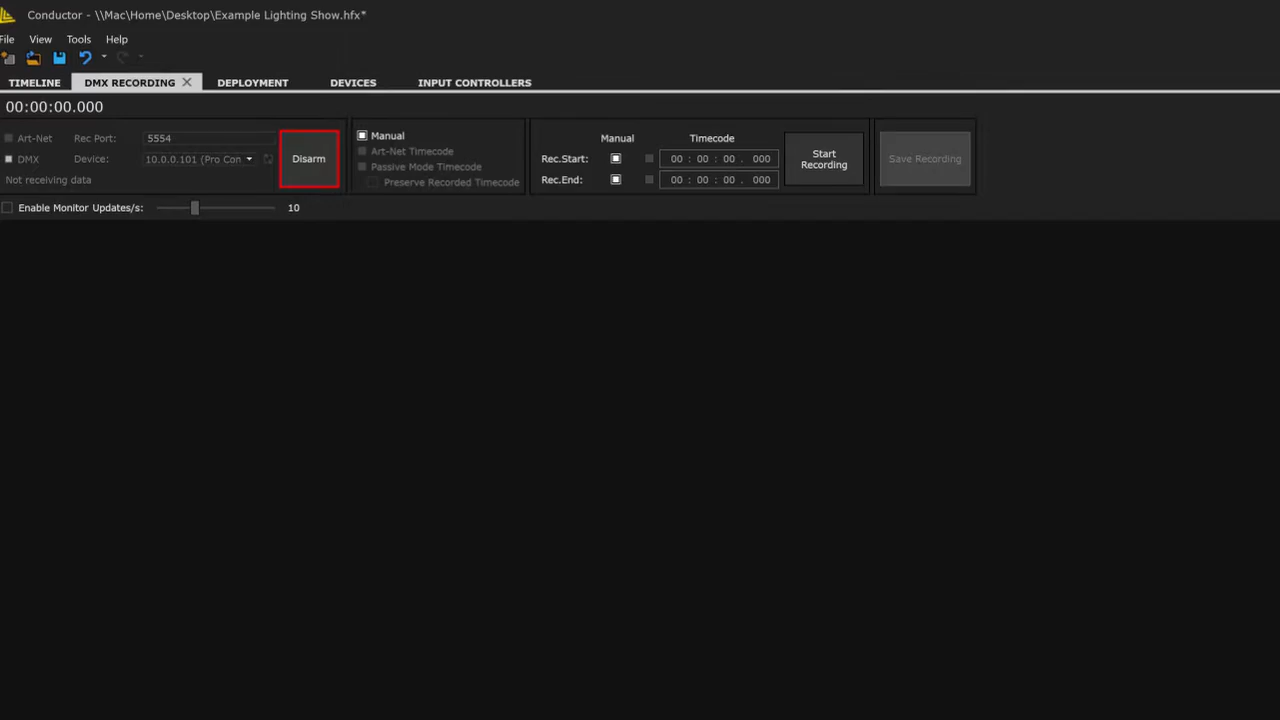 Conductor - \\Mac\Home\Desktop\Example Lighting Show.hfx*
File View Tools Help
TIMELINE DMX RECORDING DEPLOYMENT DEVICES INPUT CONTROLLERS
00:00:00.000
Art-Net Rec Port: 5554
DMX Device: 10.0.0.101 (Pro Con
Not receiving data
Disarm
Manual
Art-Net Timecode
Passive Mode Timecode
Preserve Recorded Timecode
Manual Timecode
Rec.Start: 00 : 00 : 00 . 000
Rec.End: 00 : 00 : 00 . 000
Start
Recording
Save Recording
Enable Monitor Updates/s: 10